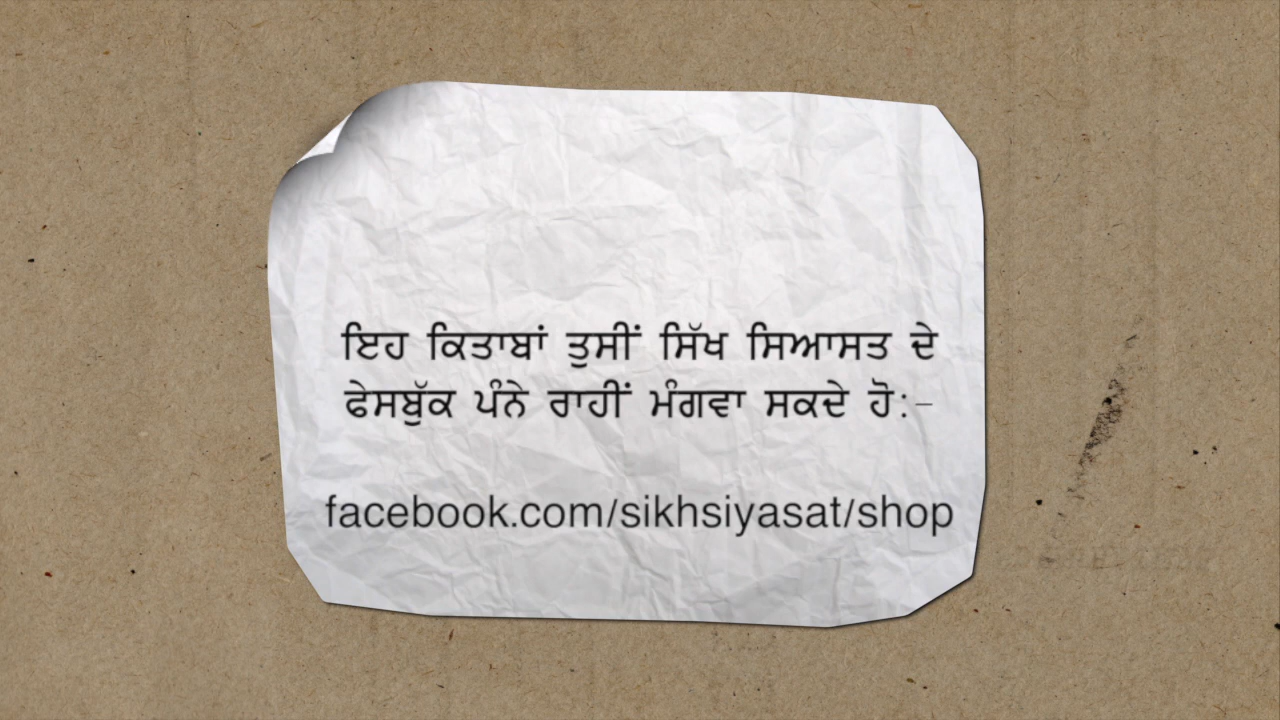 ਇਹ ਕਿਤਾਬਾਂ ਤੁਸੀਂ ਸਿੱਖ ਸਿਆਸਤ ਦੇ
ਫੇਸਬੁੱਕ ਪੰਨੇ ਰਾਹੀਂ ਮੰਗਵਾ ਸਕਦੇ ਹੋ:-
facebook.com/sikhsiyasat/shop